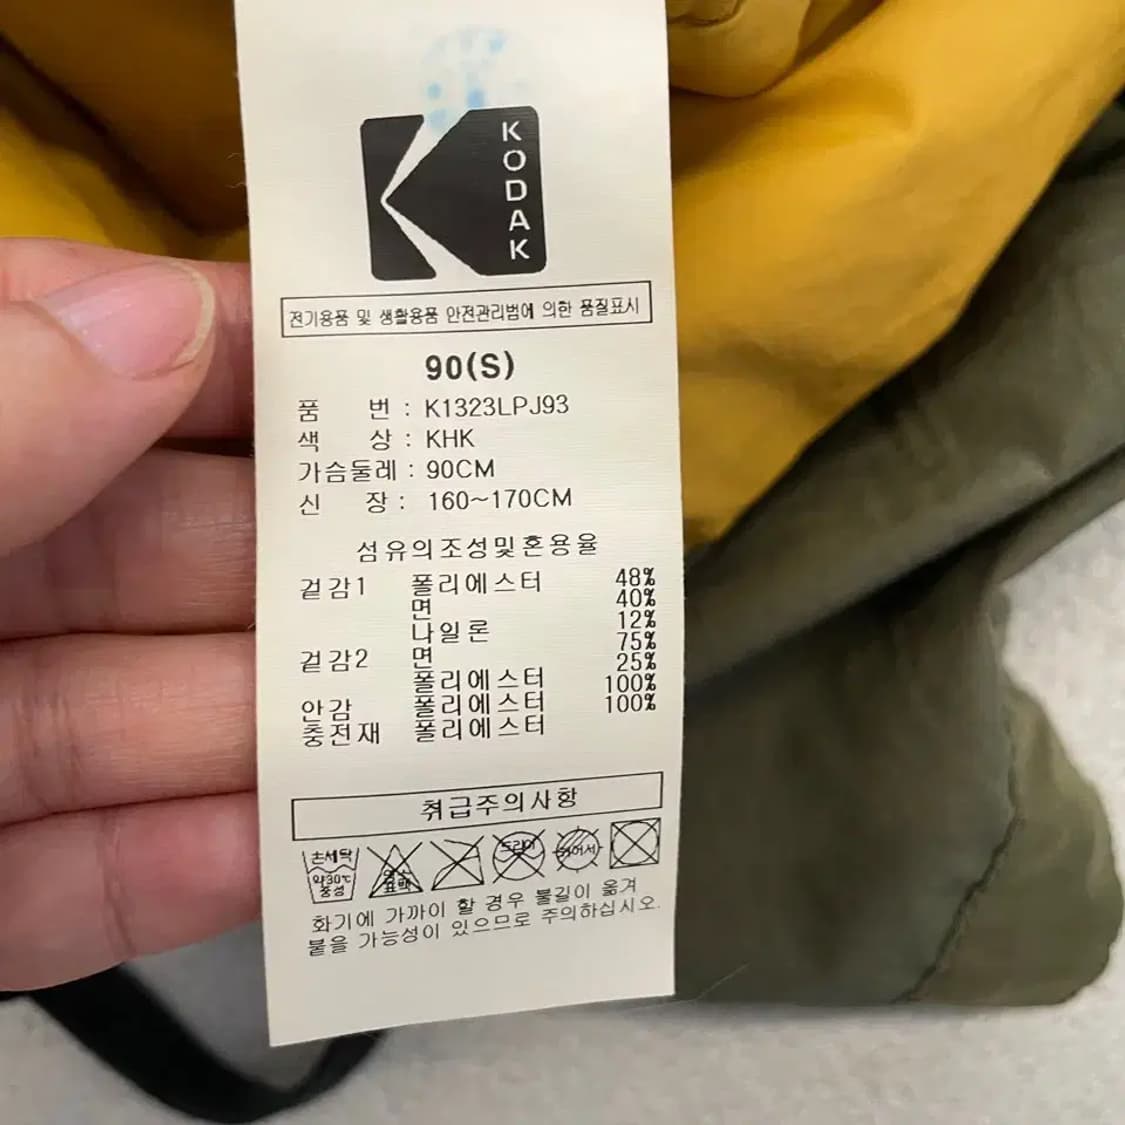 KODAK
전기용품 및 생활용품 안전관리법에 의한 품질표시
90(S)
품 번 : K1323LPJ93
색 상 : KHK
가슴둘레 : 90CM
신 장 : 160~170CM
섬유의조성및혼용율
겉감1 폴리에스터 48%
면 40%
나일론 12%
겉감2 면 75%
폴리에스터 25%
안감 폴리에스터 100%
충전재 폴리에스터 100%
취급주의사항
손세탁 드라이
약30℃ 중성 염소 표백
화기에 가까이 할 경우 불길이 옮겨
붙을 가능성이 있으므로 주의하십시오.